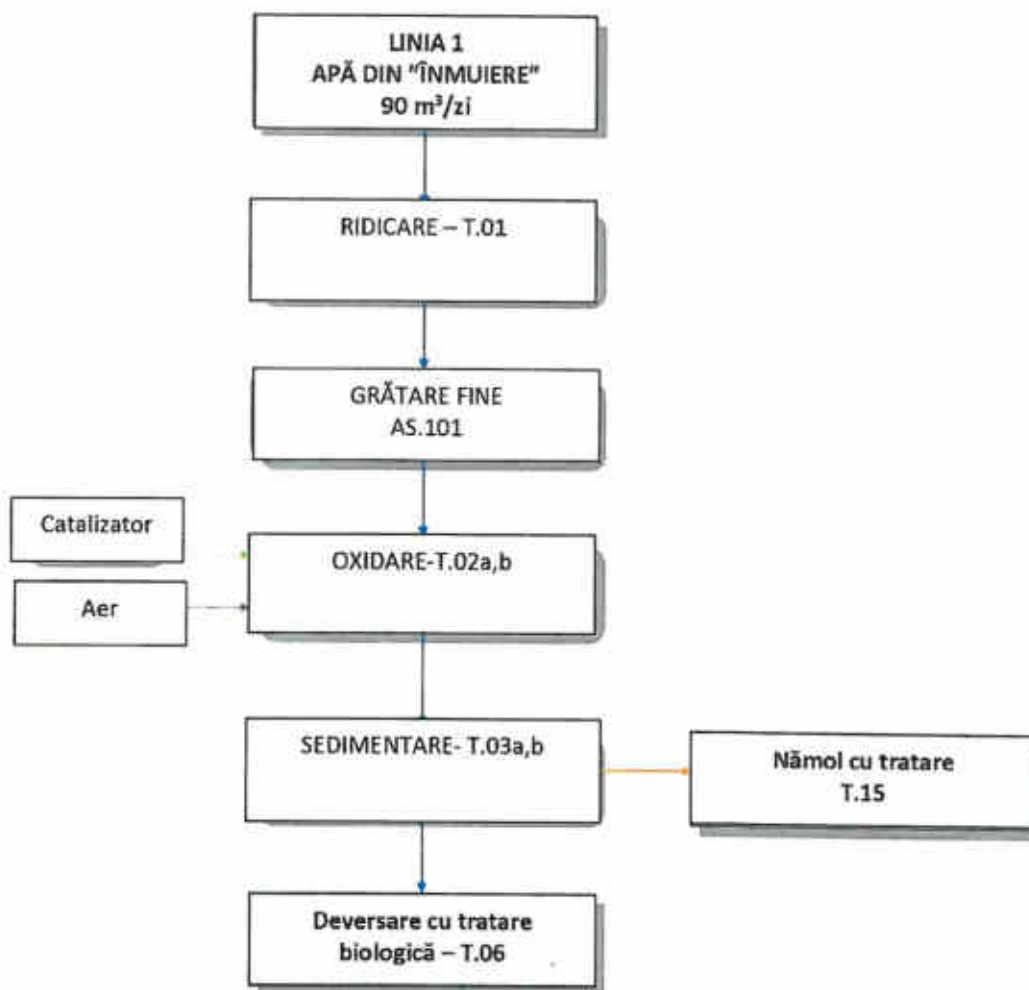 LINIA 1
APĂ DIN "ÎNMUIERE"
90 m³/zi
RIDICARE – T.01
GRĂTARE FINE
AS.101
Catalizator
OXIDARE-T.02a,b
Aer
SEDIMENTARE- T.03a,b
Nămol cu tratare
T.15
Deversare cu tratare
biologică – T.06